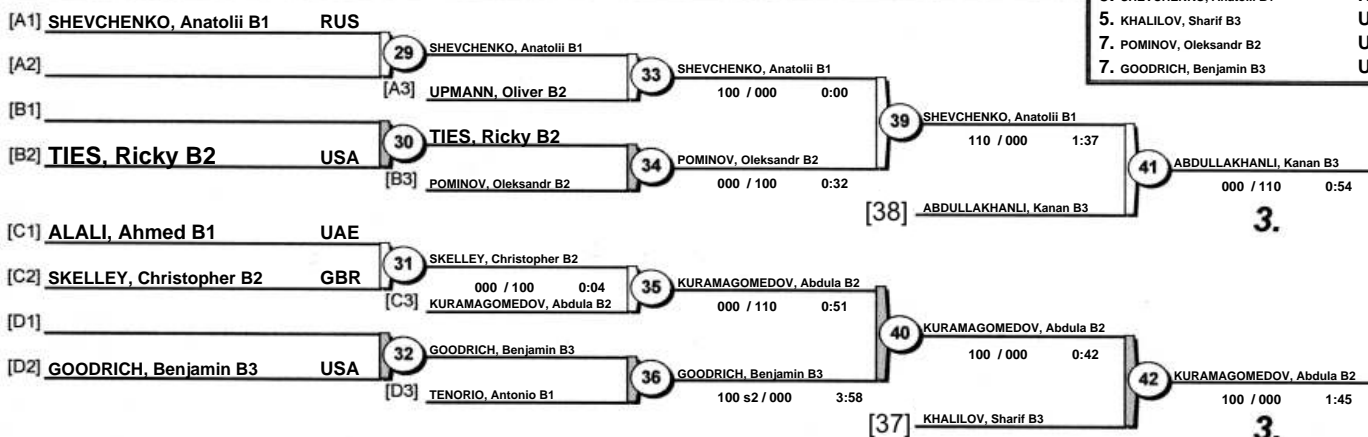 5. KHALILOV, Sharif B3 U
7. POMINOV, Oleksandr B2 U
7. GOODRICH, Benjamin B3 U
[A1] SHEVCHENKO, Anatolii B1 RUS
29 SHEVCHENKO, Anatolii B1
[A2]
[A3] UPMANN, Oliver B2
33 SHEVCHENKO, Anatolii B1
100 / 000 0:00
[B1]
[B2] TIES, Ricky B2 USA
30 TIES, Ricky B2
[B3] POMINOV, Oleksandr B2
34 POMINOV, Oleksandr B2
000 / 100 0:32
39 SHEVCHENKO, Anatolii B1
110 / 000 1:37
[38] ABDULLAKHANLI, Kanan B3
41 ABDULLAKHANLI, Kanan B3
000 / 110 0:54
3.
[C1] ALALI, Ahmed B1 UAE
[C2] SKELLEY, Christopher B2 GBR
31 SKELLEY, Christopher B2
000 / 100 0:04
[C3] KURAMAGOMEDOV, Abdula B2
35 KURAMAGOMEDOV, Abdula B2
000 / 110 0:51
[D1]
[D2] GOODRICH, Benjamin B3 USA
32 GOODRICH, Benjamin B3
[D3] TENORIO, Antonio B1
36 GOODRICH, Benjamin B3
100 s2 / 000 3:58
40 KURAMAGOMEDOV, Abdula B2
100 / 000 0:42
[37] KHALILOV, Sharif B3
42 KURAMAGOMEDOV, Abdula B2
100 / 000 1:45
3.